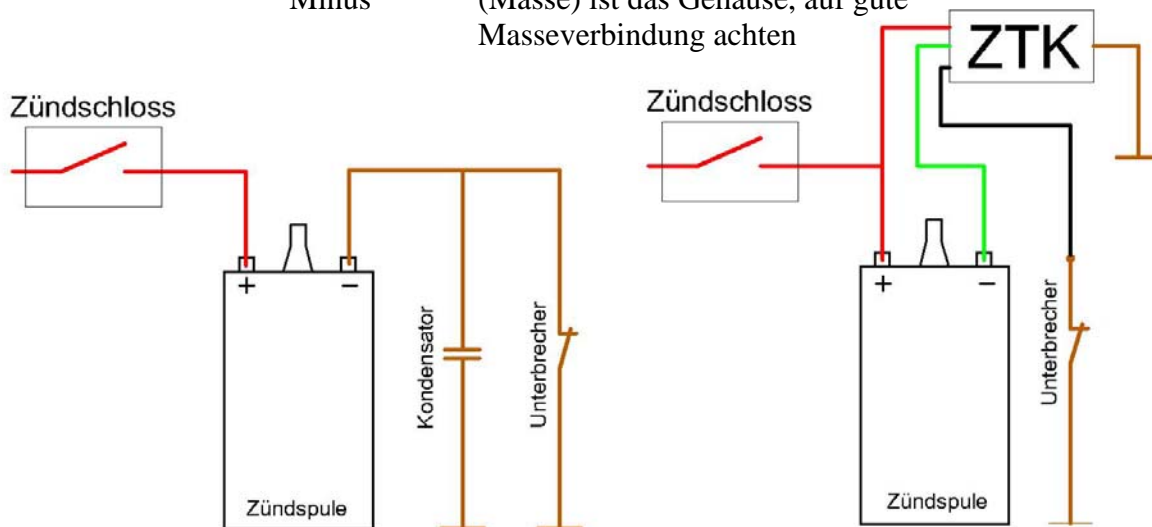 Minus (Masse) ist das Gehäuse, auf gute
Masseverbindung achten
Zündschloss
+ −
Kondensator
Unterbrecher
Zündspule
ZTK
Zündschloss
+ −
Unterbrecher
Zündspule